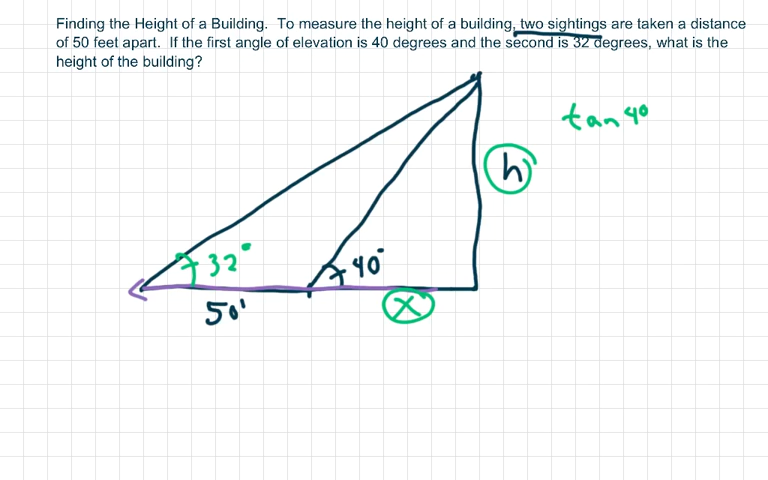 Finding the Height of a Building. To measure the height of a building, two sightings are taken a distance
of 50 feet apart. If the first angle of elevation is 40 degrees and the second is 32 degrees, what is the
height of the building?
tan 40
h
32°
40°
50'
x